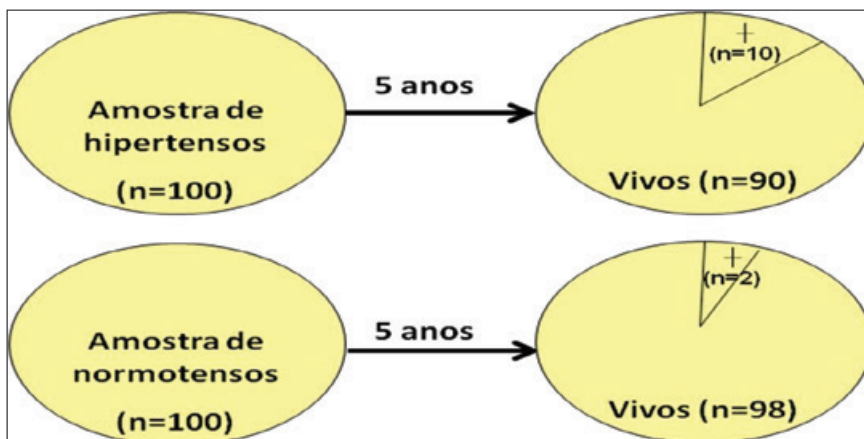 Amostra de
hipertensos
(n=100)
5 anos
(n=10)
Vivos (n=90)
Amostra de
normotensos
(n=100)
5 anos
(n=2)
Vivos (n=98)